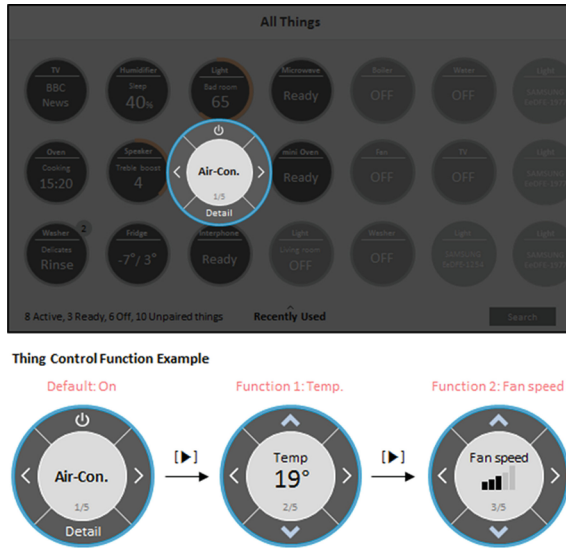 All Things
TV
BBC
News
Humidifier
Sleep
40%
Light
Bad room
65
Microwave
Ready
Boiler
OFF
Water
OFF
Light
SAMSUNG
Oven
Cooking
15:20
Speaker
Treble boost
4
Air-Con.
1/5
Detail
mini Oven
Ready
Fan
OFF
TV
OFF
Light
SAMSUNG
Washer
2
Delicates
Rinse
Fridge
-7°/ 3°
Interphone
Ready
Light
Living room
OFF
Washer
OFF
Light
SAMSUNG
Light
SAMSUNG
8 Active, 3 Ready, 6 Off, 10 Unpaired things
Recently Used
Search
Thing Control Function Example
Default: On
Function 1: Temp.
Function 2: Fan speed
Air-Con.
1/5
Detail
[▶]
Temp
19°
2/5
[▶]
Fan speed
3/5